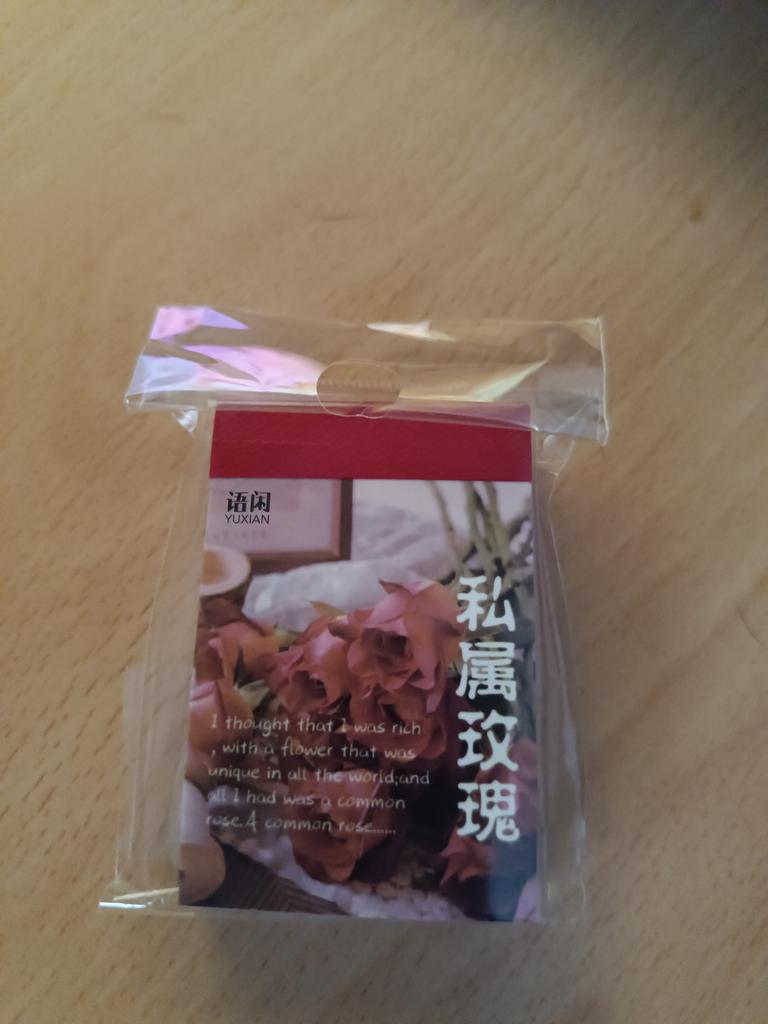 语闲
YUXIAN
私属玫瑰
I thought that I was rich
, with a flower that was
unique in all the world;and
all I had was a common
rose.A common rose......